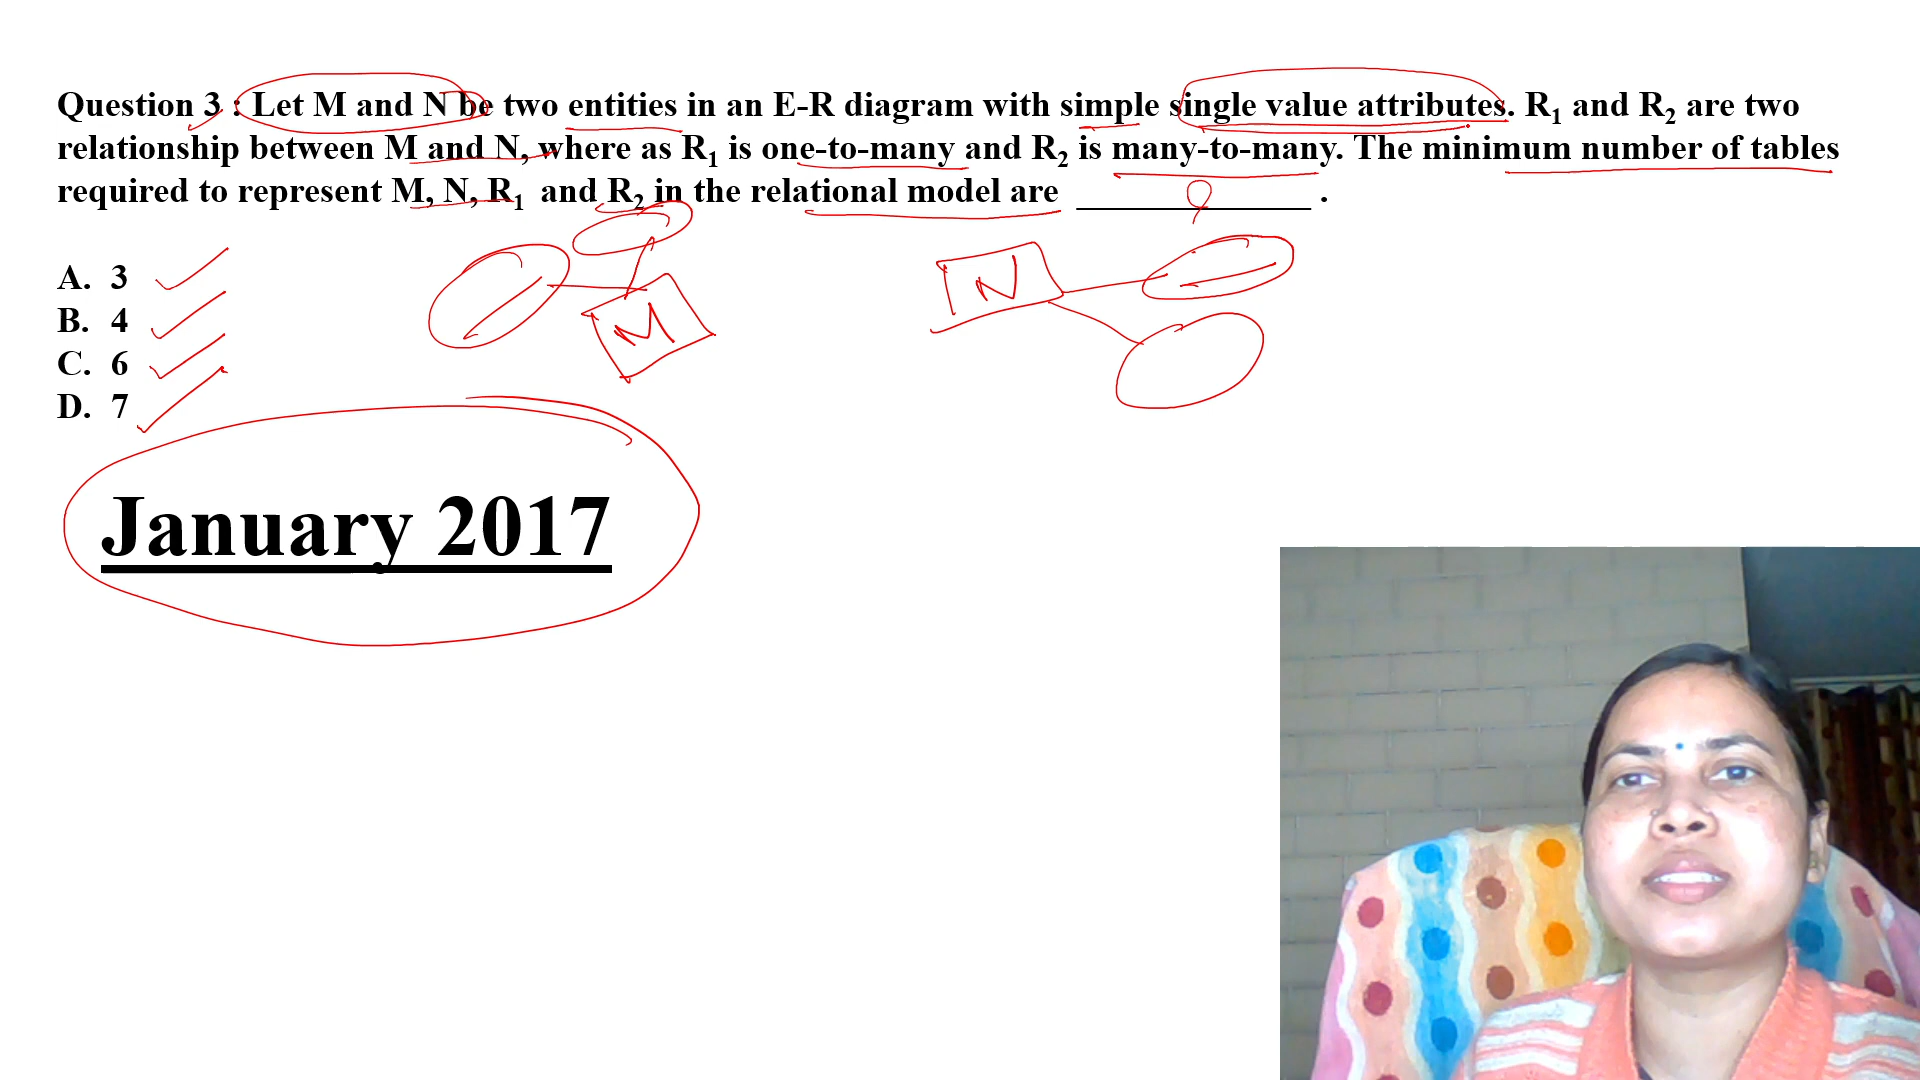 Question 3 : Let M and N be two entities in an E-R diagram with simple single value attributes. R₁ and R₂ are two
relationship between M and N, where as R₁ is one-to-many and R₂ is many-to-many. The minimum number of tables
required to represent M, N, R₁ and R₂ in the relational model are ____________ .
?
M
N
A. 3
B. 4
C. 6
D. 7
January 2017